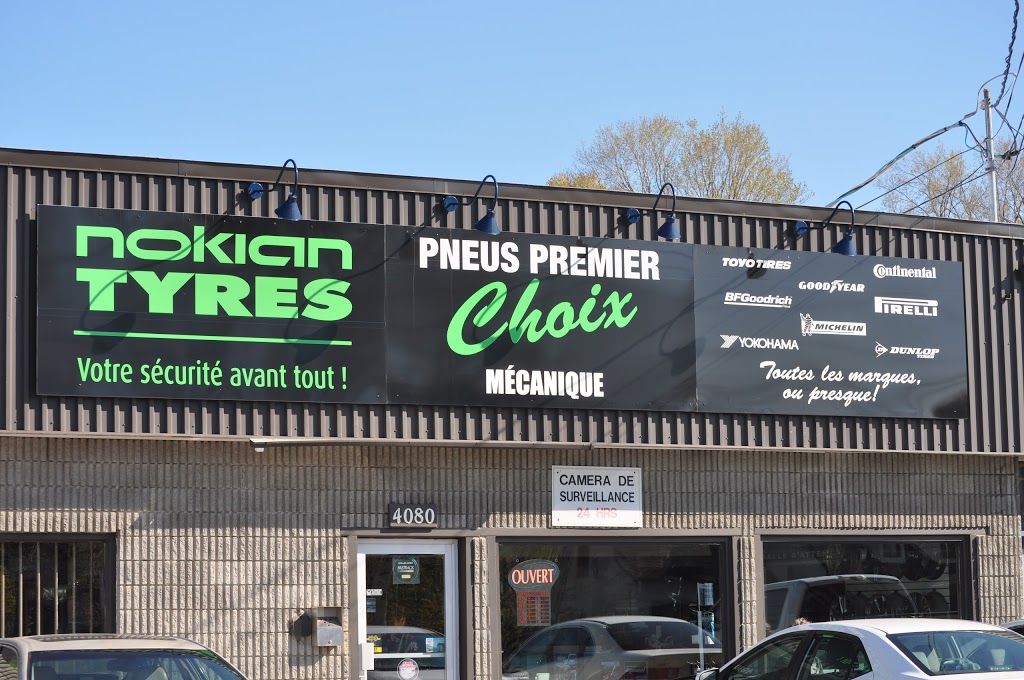 nokian
TYRES
Votre sécurité avant tout !
PNEUS PREMIER
Choix
MÉCANIQUE
TOYO TIRES
Continental
GOODYEAR
BFGoodrich
PIRELLI
MICHELIN
YOKOHAMA
DUNLOP
TIRES
Toutes les marques,
ou presque!
CAMERA DE
SURVEILLANCE
24 HRS
4080
OUVERT